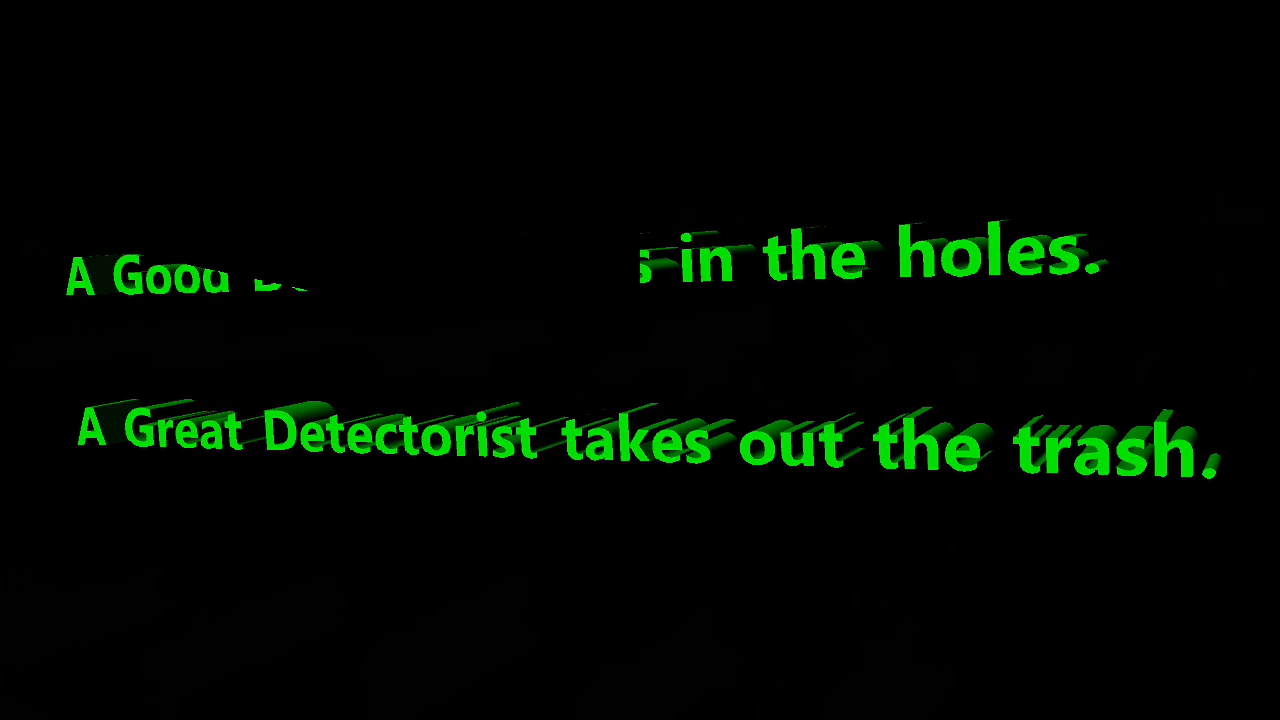 A Good in the holes.
A Great Detectorist takes out the trash.